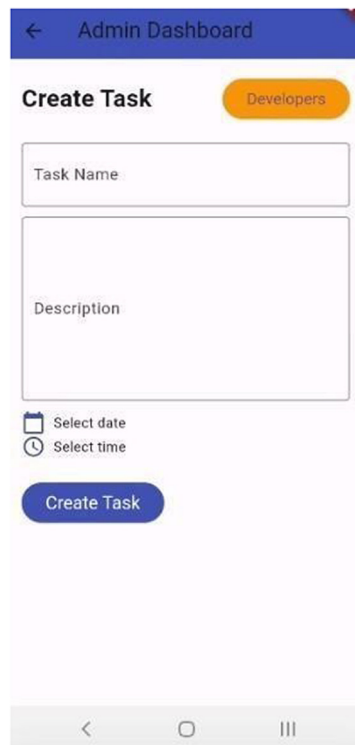 Admin Dashboard
Create Task
Developers
Task Name
Description
Select date
Select time
Create Task